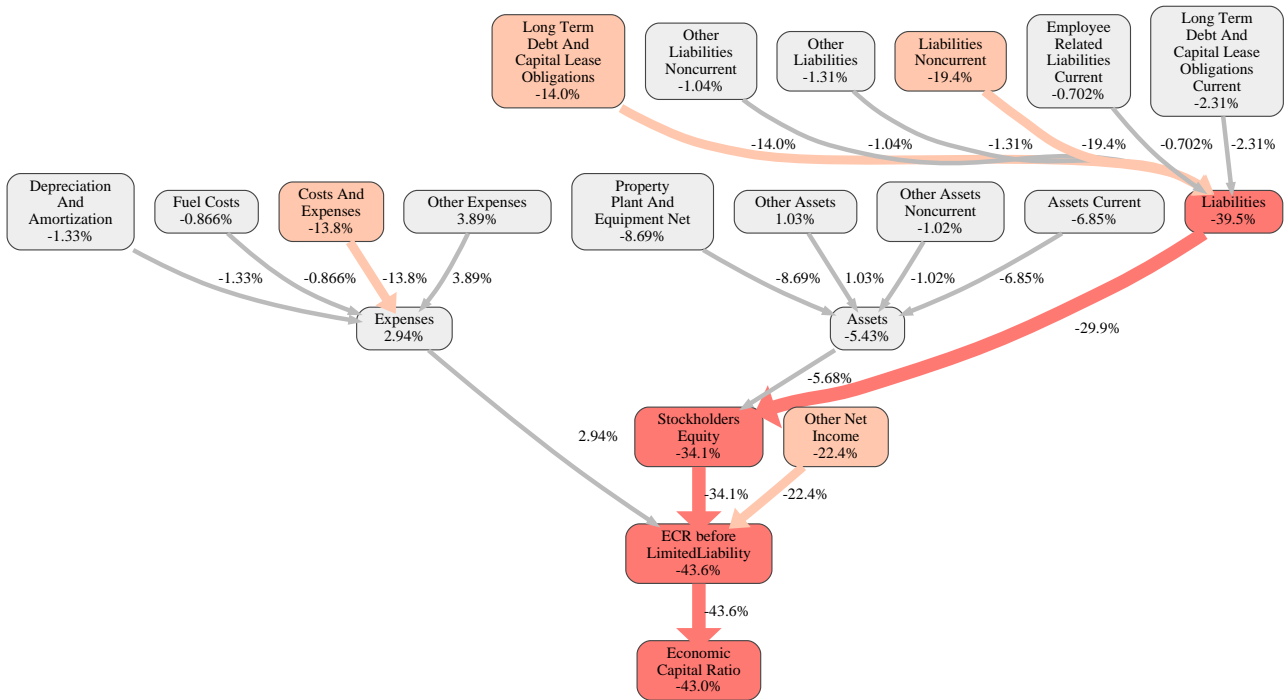 Long Term
Debt And
Capital Lease
Obligations
-14.0%
Other
Liabilities
Noncurrent
-1.04%
Other
Liabilities
-1.31%
Liabilities
Noncurrent
-19.4%
Employee
Related
Liabilities
Current
-0.702%
Long Term
Debt And
Capital Lease
Obligations
Current
-2.31%
-14.0%
-1.04%
-1.31%
-19.4%
-0.702%
-2.31%
Depreciation
And
Amortization
-1.33%
Fuel Costs
-0.866%
Costs And
Expenses
-13.8%
Other Expenses
3.89%
Property
Plant And
Equipment Net
-8.69%
Other Assets
1.03%
Other Assets
Noncurrent
-1.02%
Assets Current
-6.85%
Liabilities
-39.5%
-1.33%
-0.866%
-13.8%
3.89%
-8.69%
1.03%
-1.02%
-6.85%
Expenses
2.94%
Assets
-5.43%
-29.9%
-5.68%
2.94%
Stockholders
Equity
-34.1%
Other Net
Income
-22.4%
-34.1%
-22.4%
ECR before
LimitedLiability
-43.6%
-43.6%
Economic
Capital Ratio
-43.0%